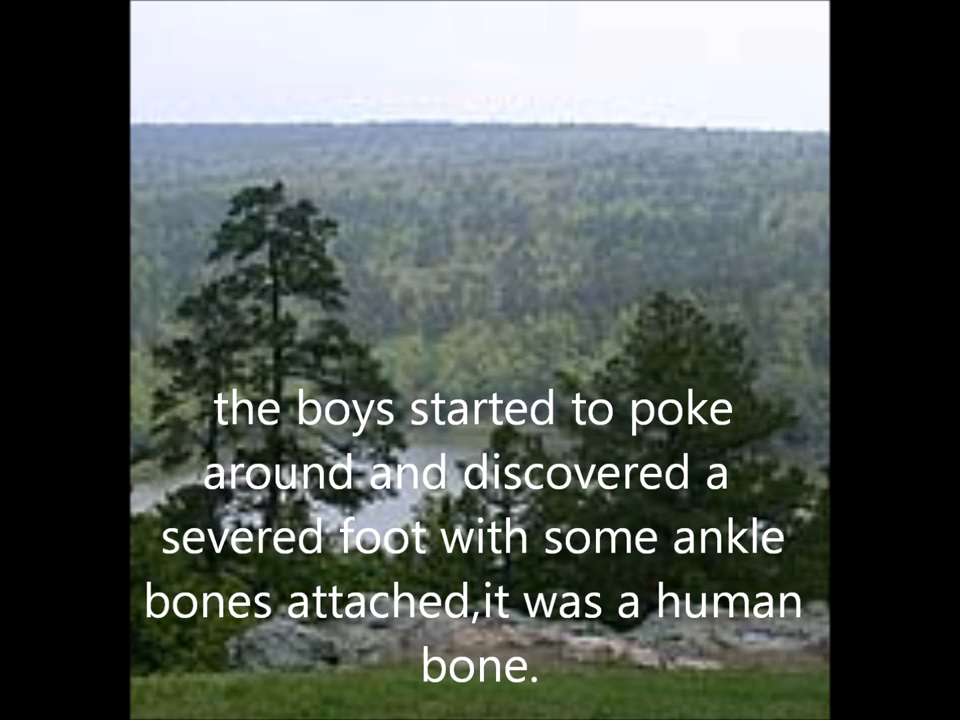 the boys started to poke
around and discovered a
severed foot with some ankle
bones attached,it was a human
bone.